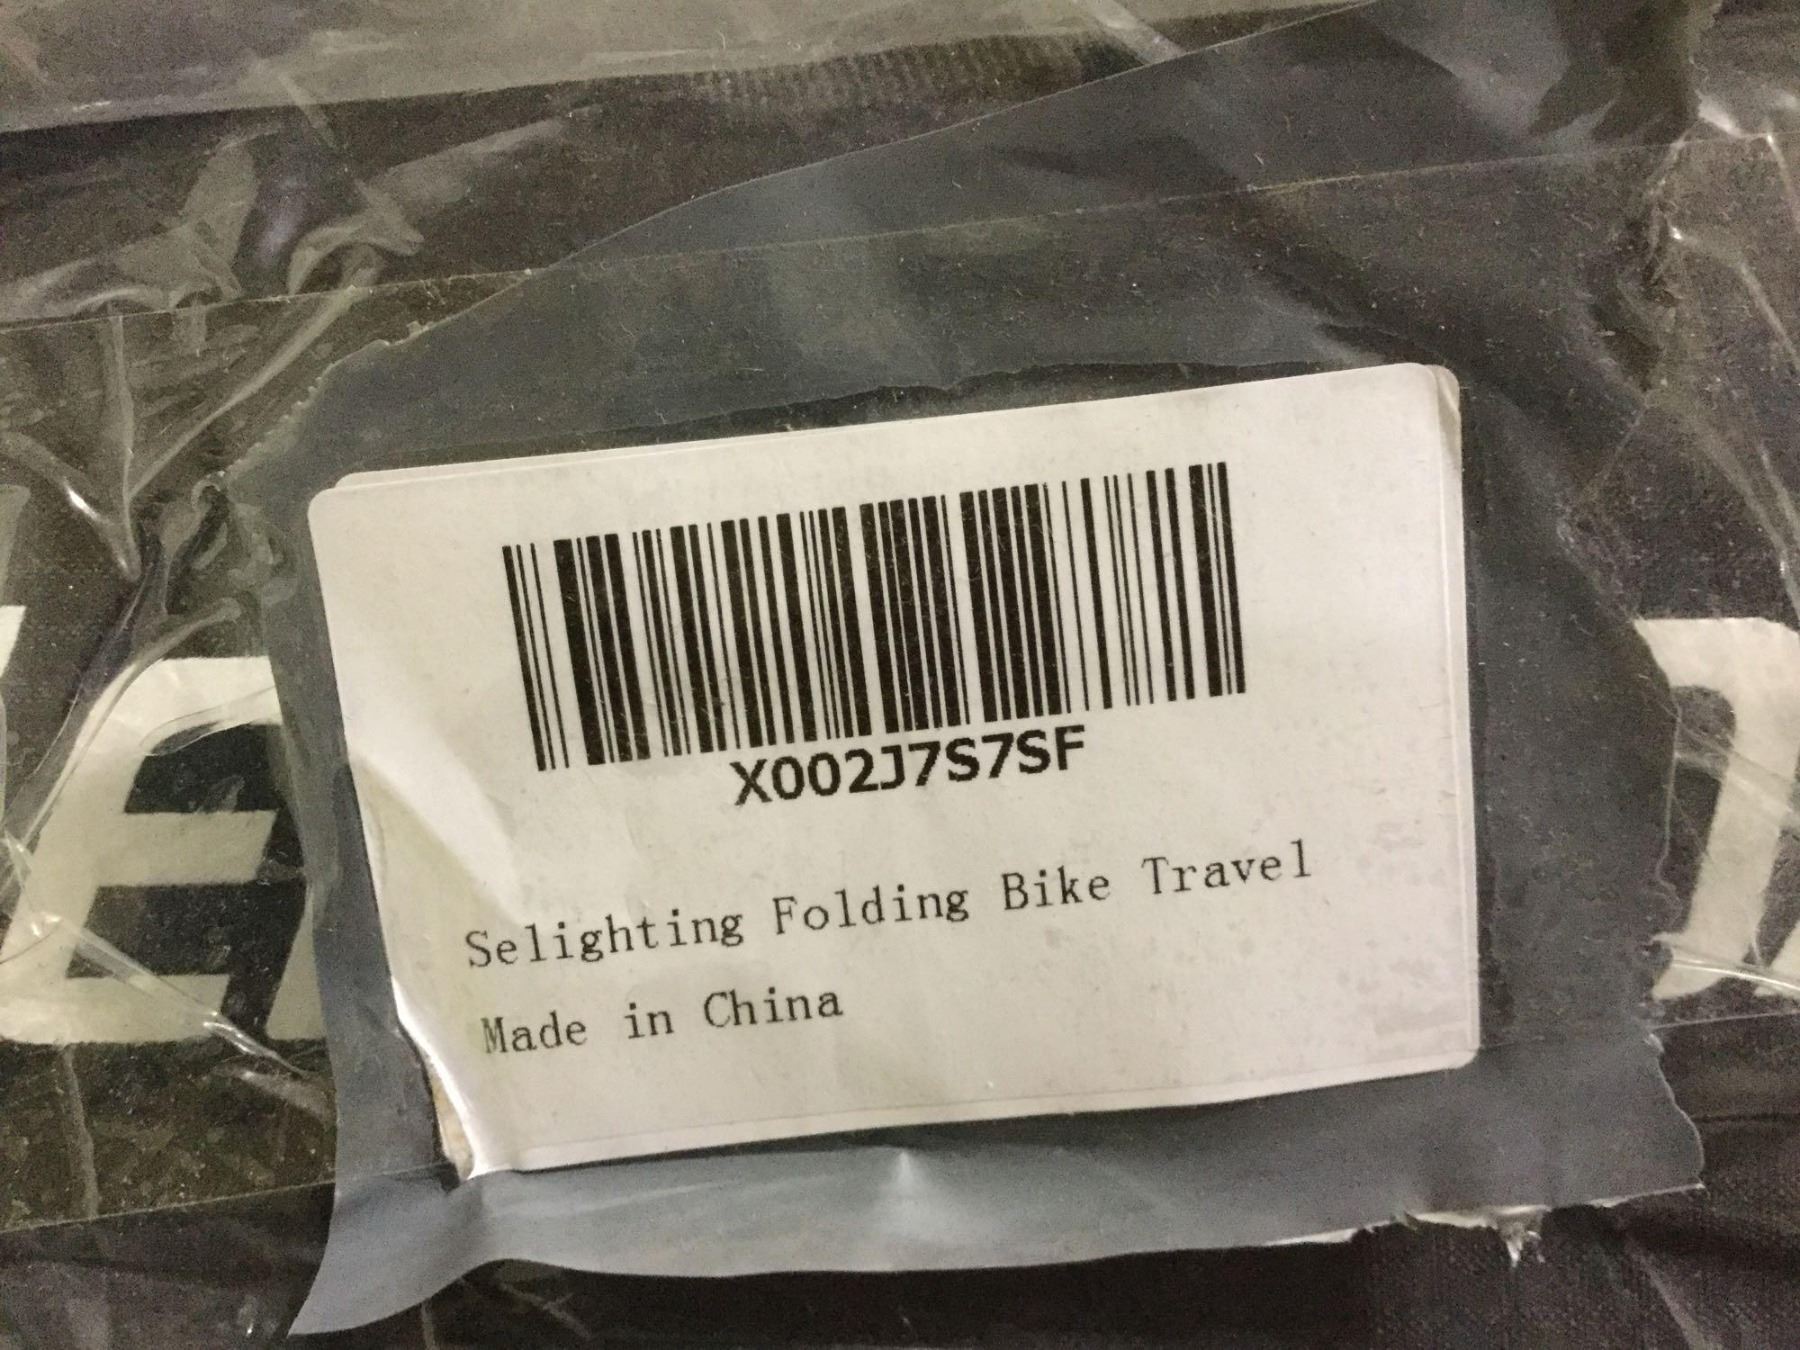 X002J7S7SF
Selighting Folding Bike Travel
Made in China